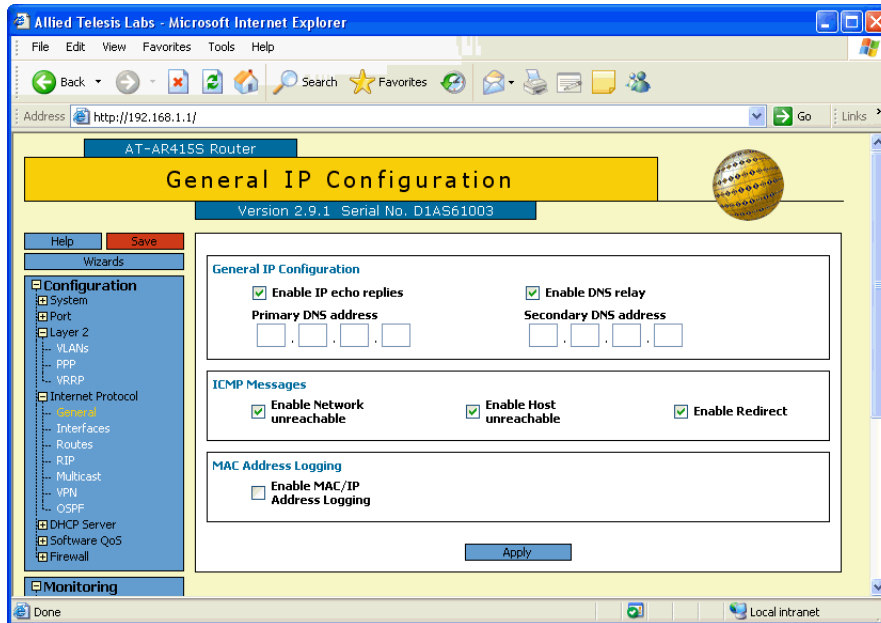 Allied Telesis Labs - Microsoft Internet Explorer
File Edit View Favorites Tools Help
Back Search Favorites
Address http://192.168.1.1/ Go Links
AT-AR415S Router
General IP Configuration
Version 2.9.1 Serial No. D1AS61003
Help Save
Wizards
Configuration
System
Port
Layer 2
VLANs
PPP
VRRP
Internet Protocol
General
Interfaces
Routes
RIP
Multicast
VPN
OSPF
DHCP Server
Software QoS
Firewall
Monitoring
General IP Configuration
Enable IP echo replies Enable DNS relay
Primary DNS address Secondary DNS address
. . . . . .
ICMP Messages
Enable Network unreachable
Enable Host unreachable
Enable Redirect
MAC Address Logging
Enable MAC/IP
Address Logging
Apply
Done Local intranet